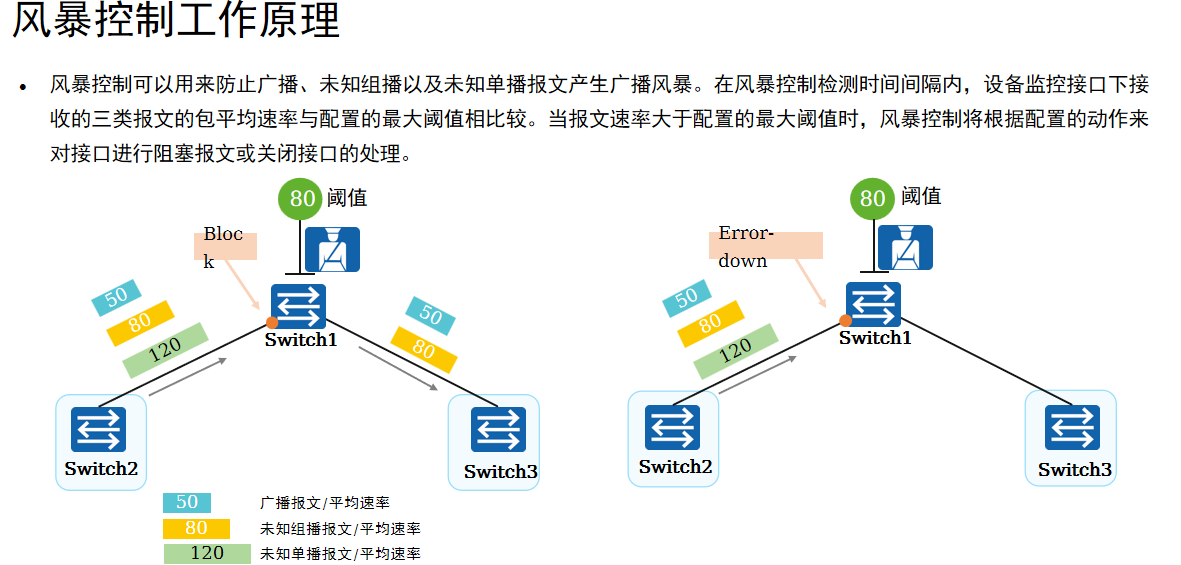 风暴控制工作原理
• 风暴控制可以用来防止广播、未知组播以及未知单播报文产生广播风暴。在风暴控制检测时间间隔内，设备监控接口下接
收的三类报文的包平均速率与配置的最大阈值相比较。当报文速率大于配置的最大阈值时，风暴控制将根据配置的动作来
对接口进行阻塞报文或关闭接口的处理。
80 阈值
Bloc
k
50
80
120
Switch1
50
80
Switch2
Switch3
80 阈值
Error-
down
50
80
120
Switch1
Switch2
Switch3
50 广播报文/平均速率
80 未知组播报文/平均速率
120 未知单播报文/平均速率